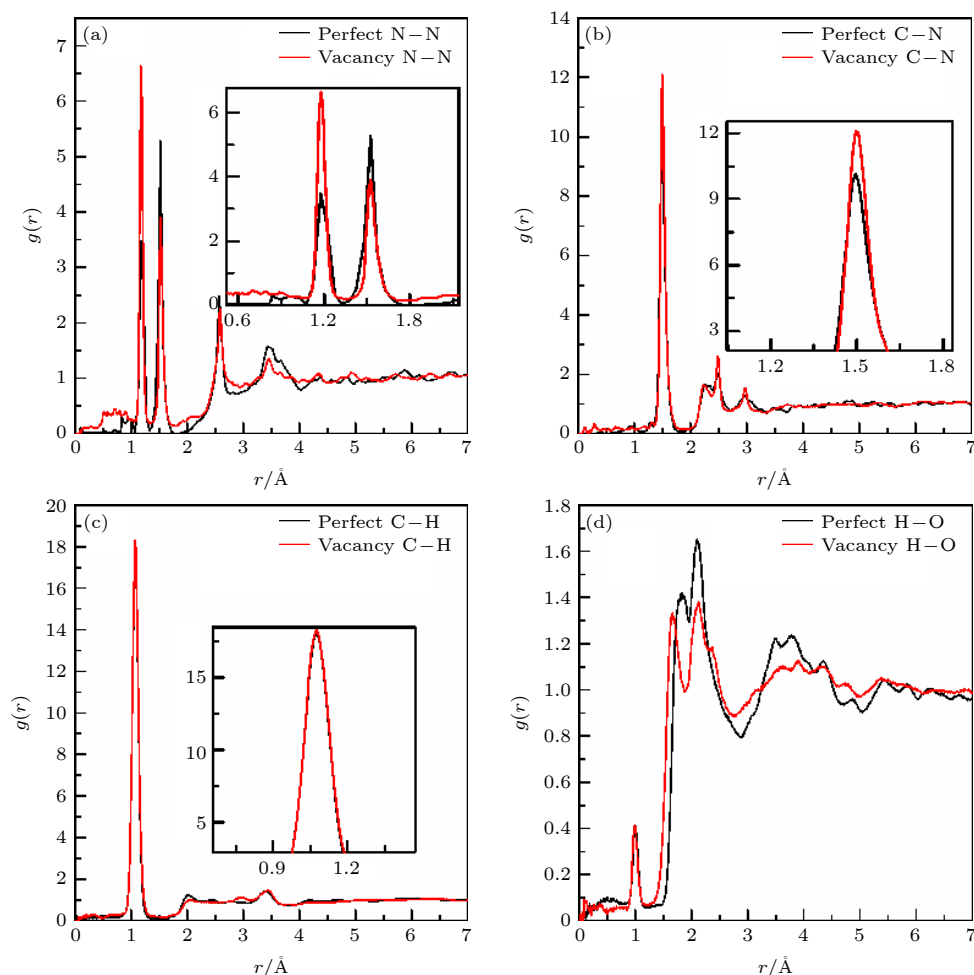 (a)
Perfect N−N
Vacancy N−N
7
6
5
4
3
2
1
0
g(r)
6
4
2
0
0.6 1.2 1.8
0 1 2 3 4 5 6 7
r/Å
(b)
Perfect C−N
Vacancy C−N
14
12
10
8
6
4
2
0
g(r)
12
9
6
3
1.2 1.5 1.8
0 1 2 3 4 5 6 7
r/Å
(c)
Perfect C−H
Vacancy C−H
20
18
16
14
12
10
8
6
4
2
0
g(r)
15
10
5
0.9 1.2
0 1 2 3 4 5 6 7
r/Å
(d)
Perfect H−O
Vacancy H−O
1.8
1.6
1.4
1.2
1.0
0.8
0.6
0.4
0.2
0
g(r)
0 1 2 3 4 5 6 7
r/Å